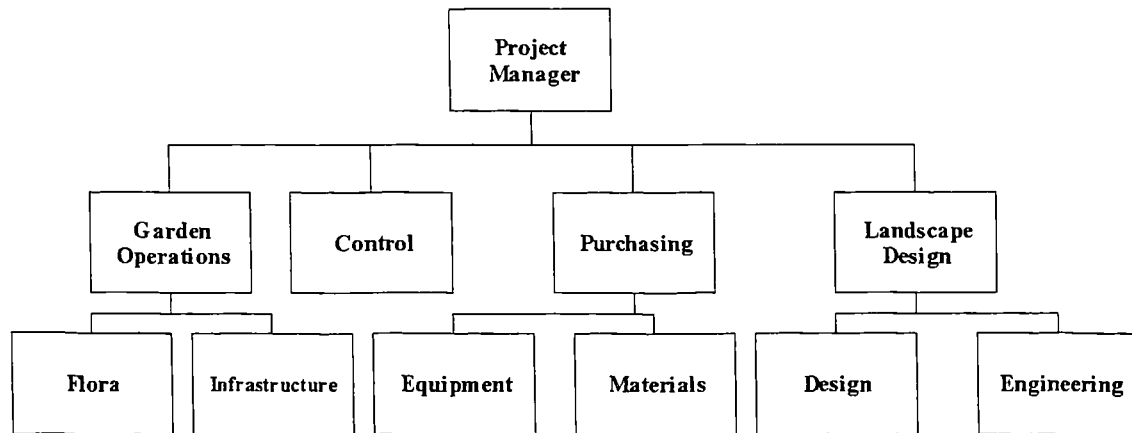 Project
Manager
Garden
Operations
Control
Purchasing
Landscape
Design
Flora
Infrastructure
Equipment
Materials
Design
Engineering